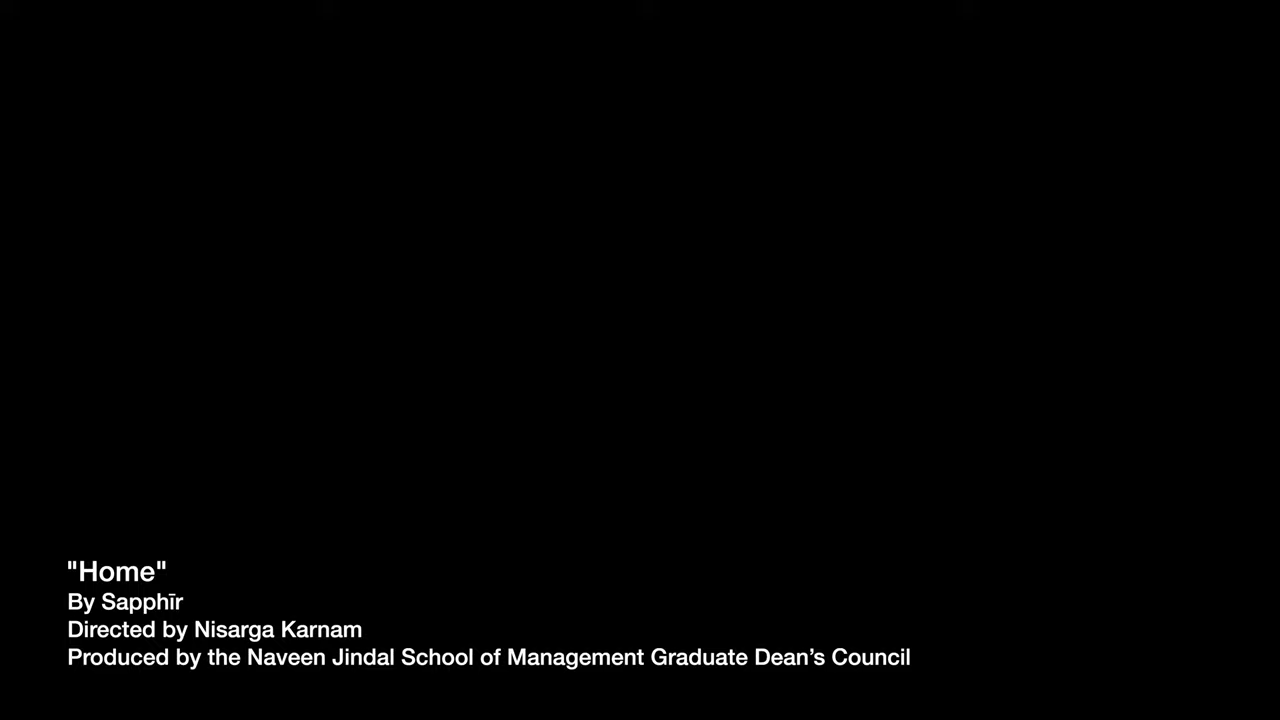 "Home"
By Sapphīr
Directed by Nisarga Karnam
Produced by the Naveen Jindal School of Management Graduate Dean’s Council